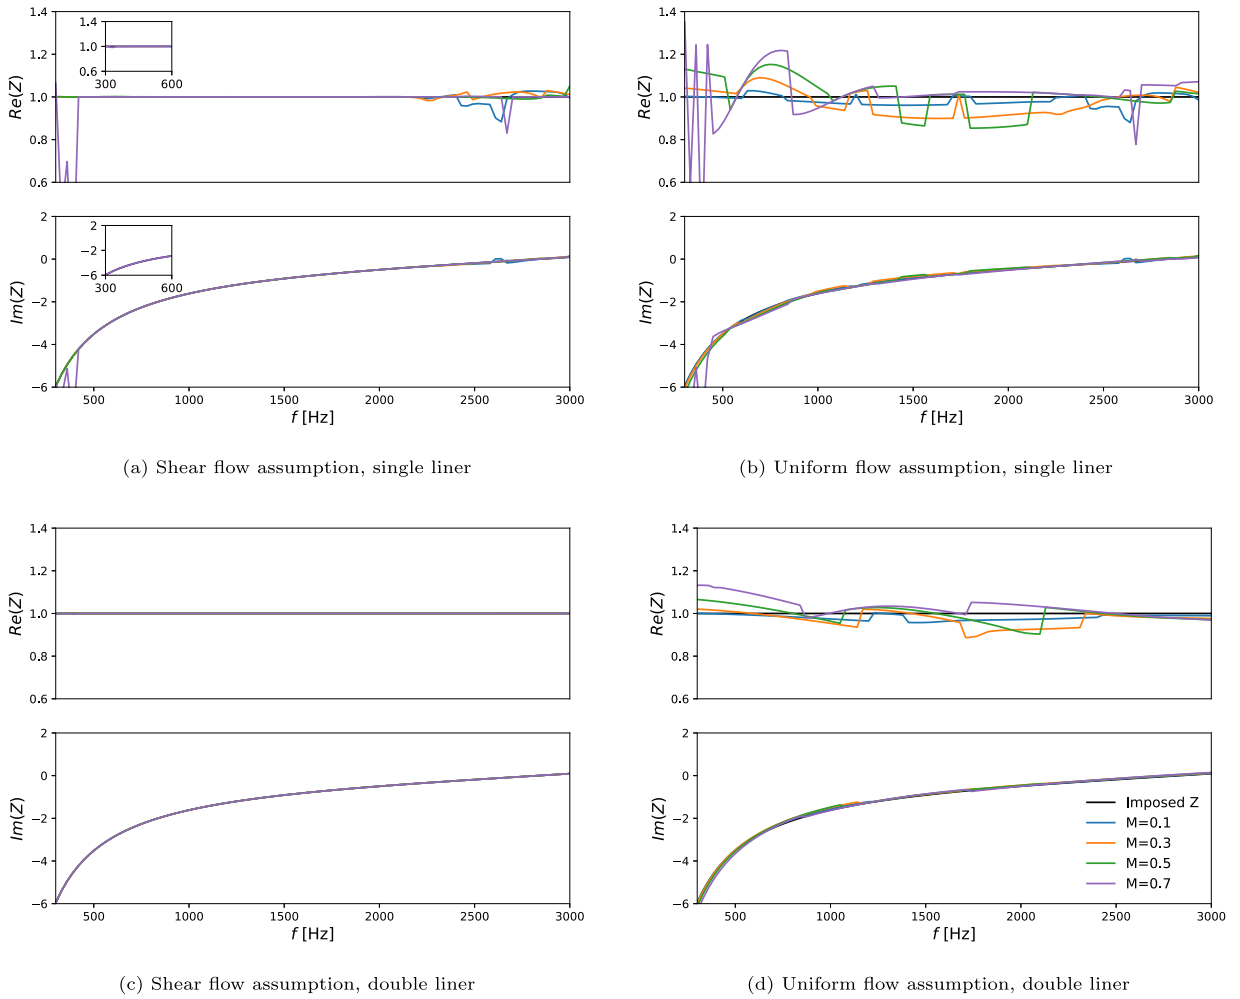 1.4
1.2
1.0
0.8
0.6
Re(Z)
1.4
1.0
0.6
300 600
2
0
−2
−4
−6
Im(Z)
2
−2
−6
300 600
500 1000 1500 2000 2500 3000
f [Hz]
(a) Shear flow assumption, single liner
1.4
1.2
1.0
0.8
0.6
Re(Z)
2
0
−2
−4
−6
Im(Z)
500 1000 1500 2000 2500 3000
f [Hz]
(b) Uniform flow assumption, single liner
1.4
1.2
1.0
0.8
0.6
Re(Z)
2
0
−2
−4
−6
Im(Z)
500 1000 1500 2000 2500 3000
f [Hz]
(c) Shear flow assumption, double liner
1.4
1.2
1.0
0.8
0.6
Re(Z)
2
0
−2
−4
−6
Im(Z)
Imposed Z
M=0.1
M=0.3
M=0.5
M=0.7
500 1000 1500 2000 2500 3000
f [Hz]
(d) Uniform flow assumption, double liner